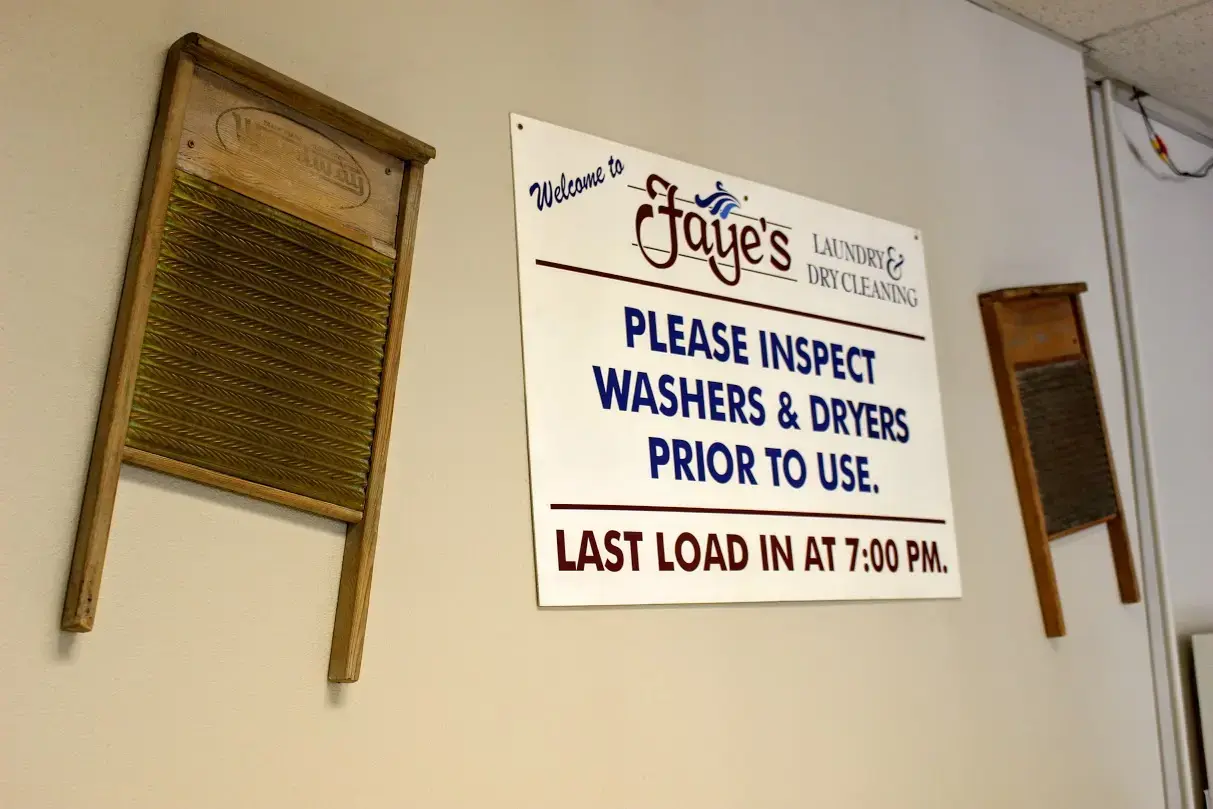 Welcome to
Faye's
LAUNDRY &
DRY CLEANING
PLEASE INSPECT
WASHERS & DRYERS
PRIOR TO USE.
LAST LOAD IN AT 7:00 PM.